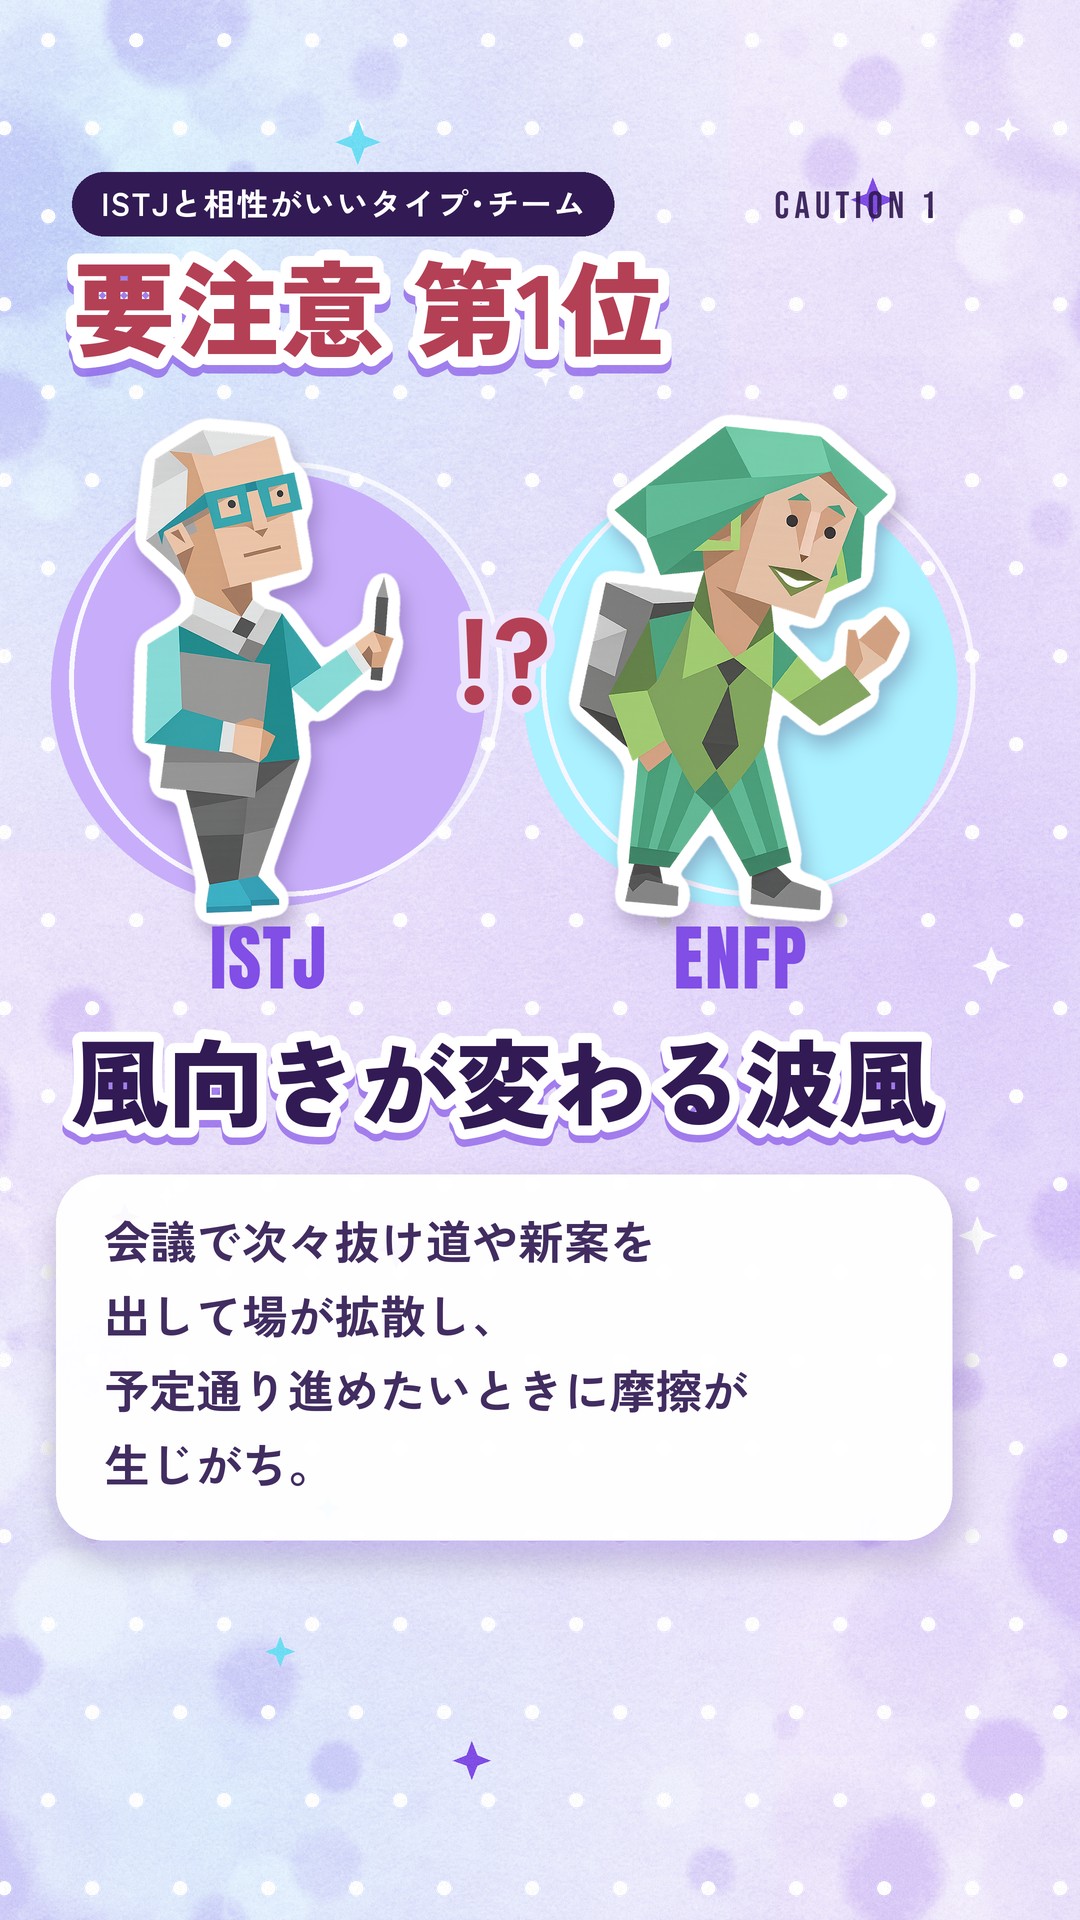 ISTJと相性がいいタイプ・チーム
CAUTION 1
要注意 第1位
!?
ISTJ
ENFP
風向きが変わる波風
会議で次々抜け道や新案を
出して場が拡散し、
予定通り進めたいときに摩擦が
生じがち。